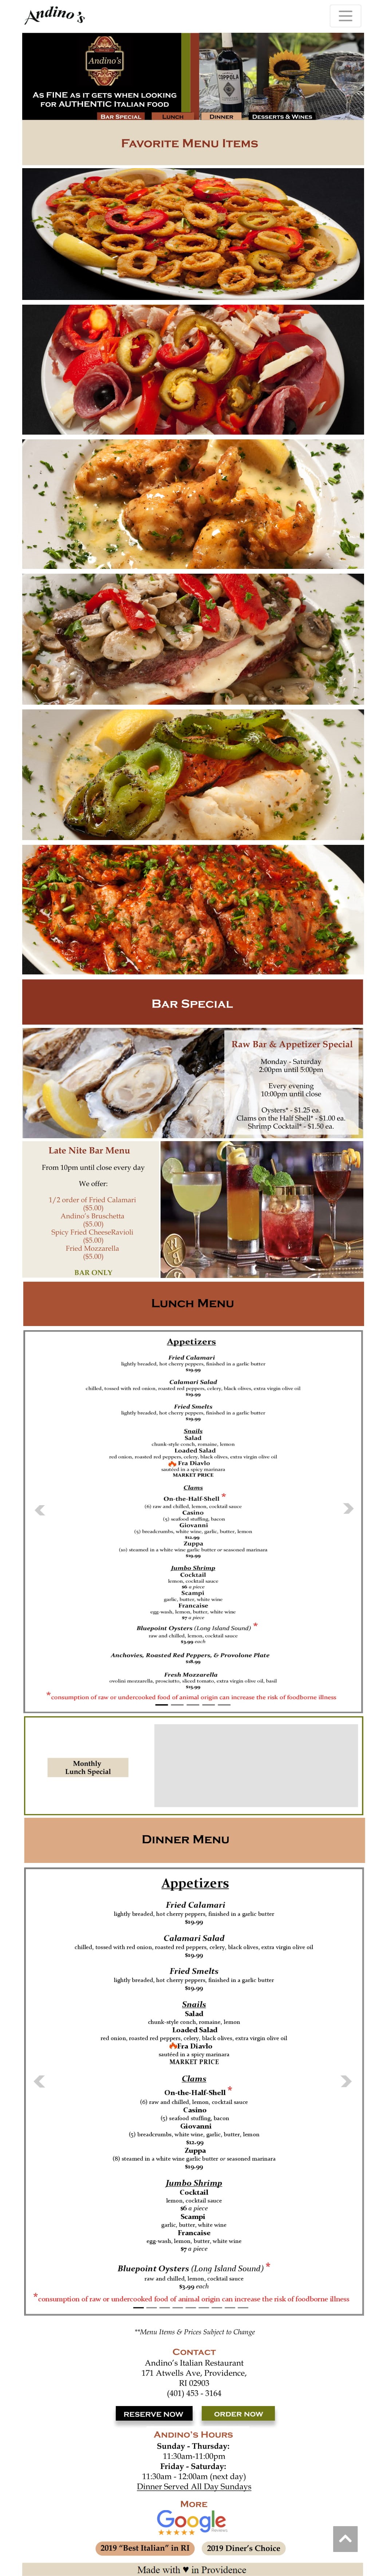 Andino's
Andino's
As FINE as it gets when looking
for AUTHENTIC Italian food
COPPOLA
Bar Special
Lunch
Dinner
Desserts & Wines
Favorite Menu Items
Bar Special
Raw Bar & Appetizer Special
Monday - Saturday
2:00pm until 5:00pm
Every evening
10:00pm until close
Oysters* - $1.25 ea.
Clams on the Half Shell* - $1.00 ea.
Shrimp Cocktail* - $1.50 ea.
Late Nite Bar Menu
From 10pm until close every day
We offer:
1/2 order of Fried Calamari
($5.00)
Andino's Bruschetta
($5.00)
Spicy Fried CheeseRavioli
($5.00)
Fried Mozzarella
($5.00)
BAR ONLY
Lunch Menu
Appetizers
Fried Calamari
lightly breaded, hot cherry peppers, finished in a garlic butter
$19.99
Calamari Salad
chilled, tossed with red onion, roasted red peppers, celery, black olives, extra virgin olive oil
$19.99
Fried Smelts
lightly breaded, hot cherry peppers, finished in a garlic butter
$19.99
Snails
Salad
chunk-style conch, romaine, lemon
Loaded Salad
red onion, roasted red peppers, celery, black olives, extra virgin olive oil
Fra Diavlo
sautéed in a spicy marinara
MARKET PRICE
Clams
On-the-Half-Shell *
(6) raw and chilled, lemon, cocktail sauce
Casino
(5) seafood stuffing, bacon
Giovanni
(5) breadcrumbs, white wine, garlic, butter, lemon
$12.99
Zuppa
(10) steamed in a white wine garlic butter or seasoned marinara
$19.99
Jumbo Shrimp
Cocktail
lemon, cocktail sauce
$6 a piece
Scampi
garlic, butter, white wine
Francaise
egg-wash, lemon, butter, white wine
$7 a piece
Bluepoint Oysters (Long Island Sound) *
raw and chilled, lemon, cocktail sauce
$3.99 each
Anchovies, Roasted Red Peppers, & Provolone Plate
$18.99
Fresh Mozzarella
ovolini mozzarella, prosciutto, sliced tomato, extra virgin olive oil, basil
$15.99
*consumption of raw or undercooked food of animal origin can increase the risk of foodborne illness
Monthly
Lunch Special
Dinner Menu
Appetizers
Fried Calamari
lightly breaded, hot cherry peppers, finished in a garlic butter
$19.99
Calamari Salad
chilled, tossed with red onion, roasted red peppers, celery, black olives, extra virgin olive oil
$19.99
Fried Smelts
lightly breaded, hot cherry peppers, finished in a garlic butter
$19.99
Snails
Salad
chunk-style conch, romaine, lemon
Loaded Salad
red onion, roasted red peppers, celery, black olives, extra virgin olive oil
Fra Diavlo
sautéed in a spicy marinara
MARKET PRICE
Clams
On-the-Half-Shell *
(6) raw and chilled, lemon, cocktail sauce
Casino
(5) seafood stuffing, bacon
Giovanni
(5) breadcrumbs, white wine, garlic, butter, lemon
$12.99
Zuppa
(8) steamed in a white wine garlic butter or seasoned marinara
$19.99
Jumbo Shrimp
Cocktail
lemon, cocktail sauce
$6 a piece
Scampi
garlic, butter, white wine
Francaise
egg-wash, lemon, butter, white wine
$7 a piece
Bluepoint Oysters (Long Island Sound) *
raw and chilled, lemon, cocktail sauce
$3.99 each
*consumption of raw or undercooked food of animal origin can increase the risk of foodborne illness
**Menu Items & Prices Subject to Change
Contact
Andino's Italian Restaurant
171 Atwells Ave, Providence,
RI 02903
(401) 453 - 3164
RESERVE NOW
ORDER NOW
Andino's Hours
Sunday - Thursday:
11:30am-11:00pm
Friday - Saturday:
11:30am - 12:00am (next day)
Dinner Served All Day Sundays
More
Google
Reviews
2019 "Best Italian" in RI
2019 Diner's Choice
Made with ♥ in Providence